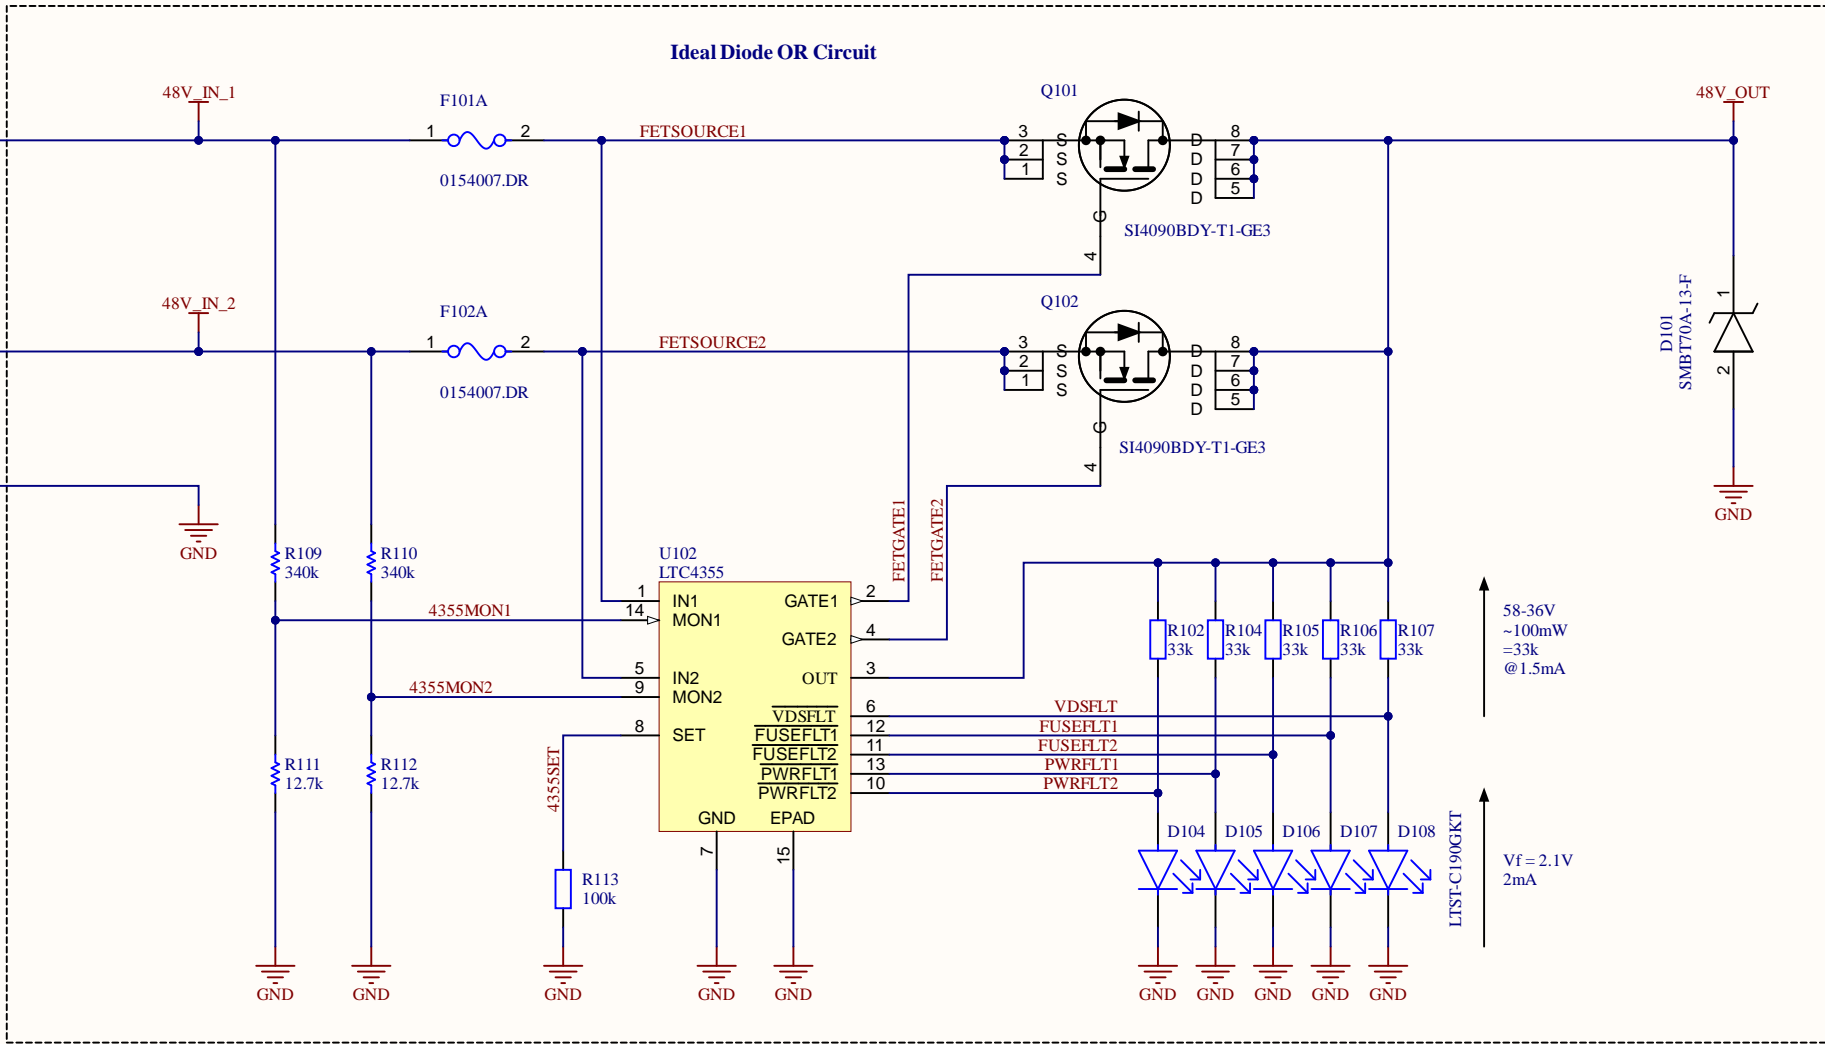 Ideal Diode OR Circuit
48V_IN_1
F101A
1
2
0154007.DR
FETSOURCE1
Q101
3
2
1
S
S
S
D
D
D
D
8
7
6
5
G
4
SI4090BDY-T1-GE3
48V_OUT
48V_IN_2
F102A
1
2
0154007.DR
FETSOURCE2
Q102
3
2
1
S
S
S
D
D
D
D
8
7
6
5
G
4
SI4090BDY-T1-GE3
D101
SMBT70A-13-F
1
2
GND
GND
R109
340k
R110
340k
4355MON1
4355MON2
R111
12.7k
R112
12.7k
4355SET
R113
100k
U102
LTC4355
1
IN1
14
MON1
5
IN2
9
MON2
8
SET
GATE1
2
GATE2
4
OUT
3
VDSFLT
6
FUSEFLT1
12
FUSEFLT2
11
PWRFLT1
13
PWRFLT2
10
GND
EPAD
7
15
FETGATE1
FETGATE2
VDSFLT
FUSEFLT1
FUSEFLT2
PWRFLT1
PWRFLT2
R102
33k
R104
33k
R105
33k
R106
33k
R107
33k
58-36V
~100mW
=33k
@1.5mA
D104
D105
D106
D107
D108
LTST-C190GKT
Vf = 2.1V
2mA
GND
GND
GND
GND
GND
GND
GND
GND
GND
GND